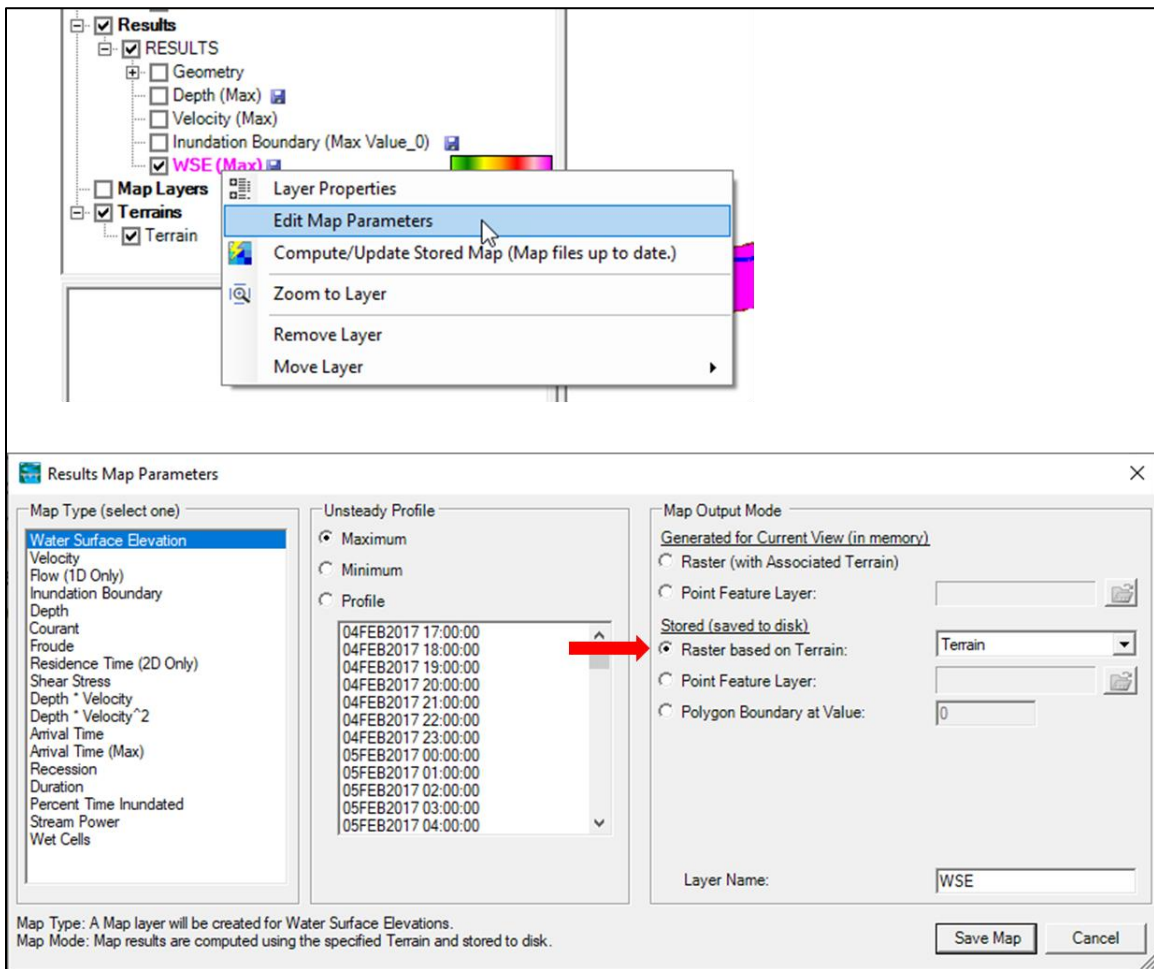 Results
RESULTS
Geometry
Depth (Max)
Velocity (Max)
Inundation Boundary (Max Value_0)
WSE (Max)
Map Layers
Terrains
Terrain
Layer Properties
Edit Map Parameters
Compute/Update Stored Map (Map files up to date.)
Zoom to Layer
Remove Layer
Move Layer
Results Map Parameters
Map Type (select one)
Water Surface Elevation
Velocity
Flow (1D Only)
Inundation Boundary
Depth
Courant
Froude
Residence Time (2D Only)
Shear Stress
Depth * Velocity
Depth * Velocity^2
Arrival Time
Arrival Time (Max)
Recession
Duration
Percent Time Inundated
Stream Power
Wet Cells
Unsteady Profile
Maximum
Minimum
Profile
04FEB2017 17:00:00
04FEB2017 18:00:00
04FEB2017 19:00:00
04FEB2017 20:00:00
04FEB2017 21:00:00
04FEB2017 22:00:00
04FEB2017 23:00:00
05FEB2017 00:00:00
05FEB2017 01:00:00
05FEB2017 02:00:00
05FEB2017 03:00:00
05FEB2017 04:00:00
Map Output Mode
Generated for Current View (in memory)
Raster (with Associated Terrain)
Point Feature Layer:
Stored (saved to disk)
Raster based on Terrain: Terrain
Point Feature Layer:
Polygon Boundary at Value: 0
Layer Name: WSE
Map Type: A Map layer will be created for Water Surface Elevations.
Map Mode: Map results are computed using the specified Terrain and stored to disk.
Save Map Cancel